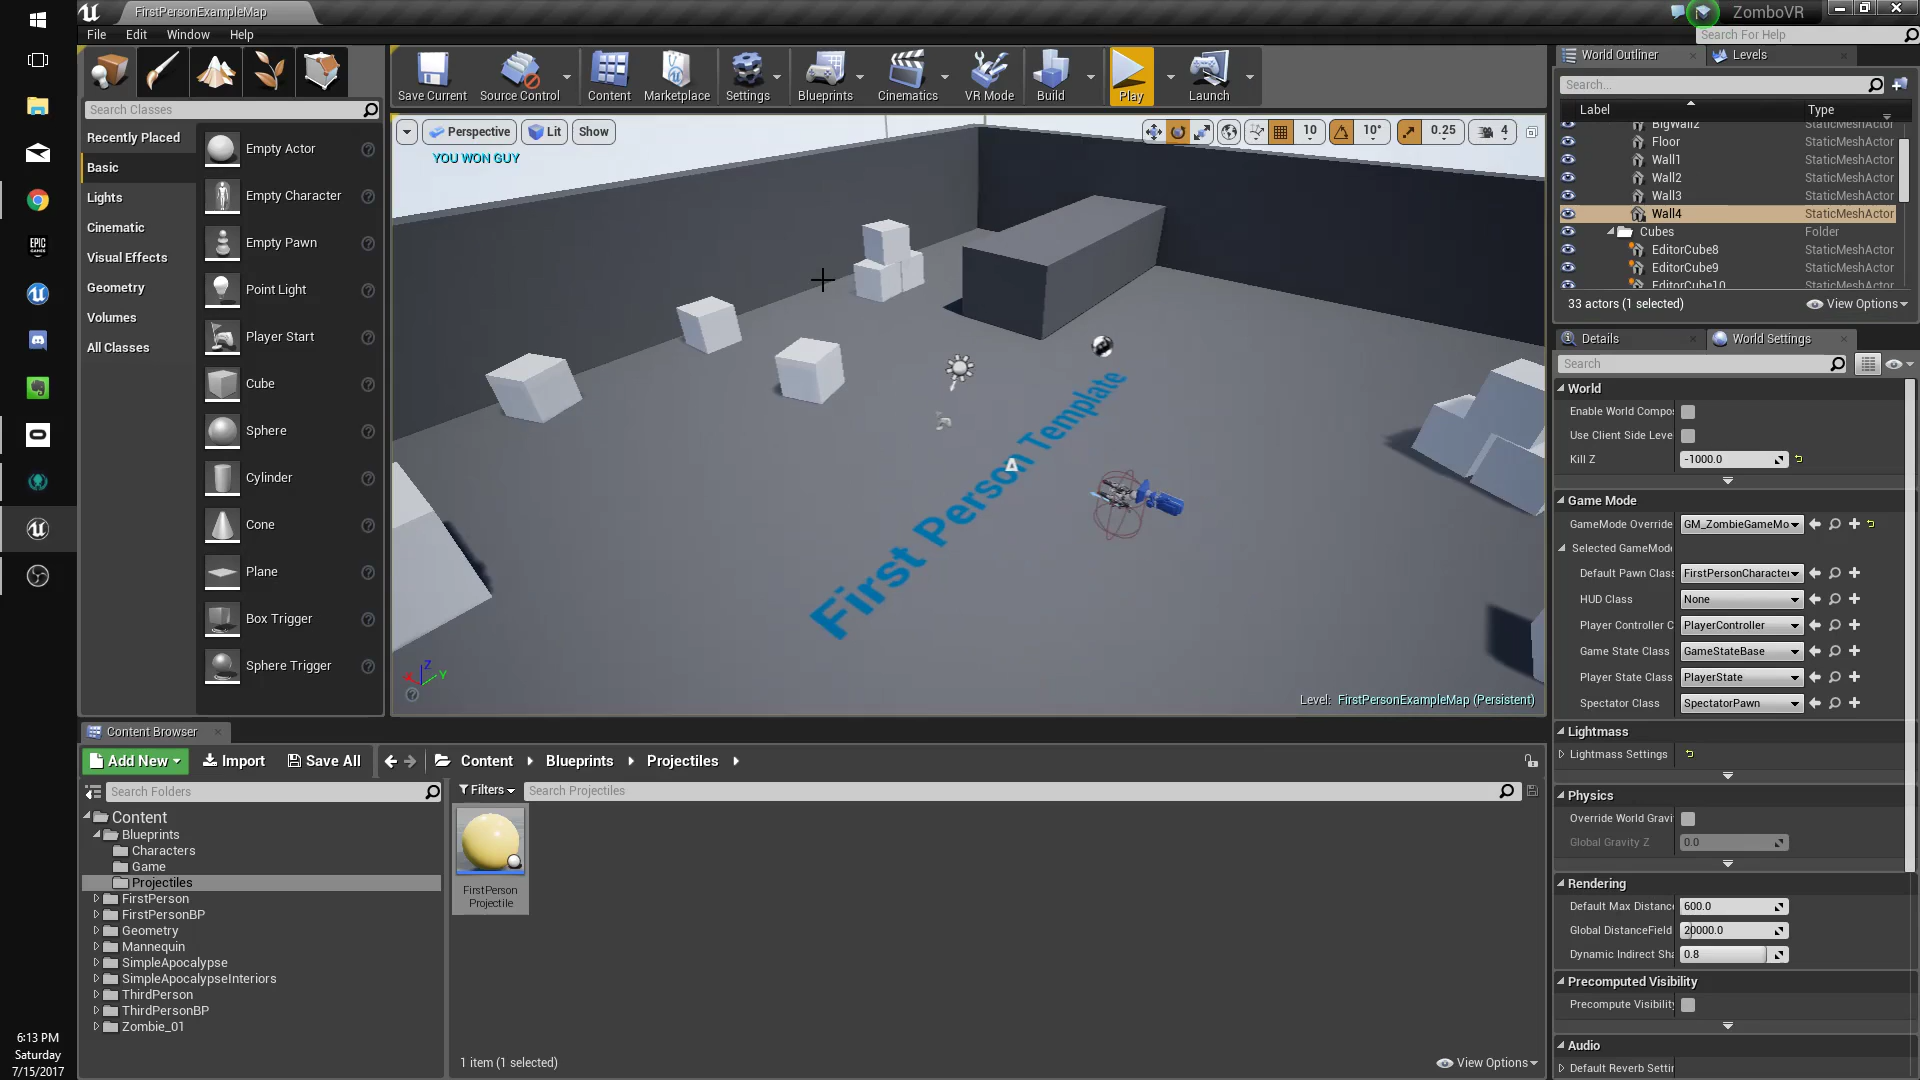 FirstPersonExampleMap
ZomboVR
File Edit Window Help
Search For Help
Search Classes
Recently Placed
Basic
Lights
Cinematic
Visual Effects
Geometry
Volumes
All Classes
Empty Actor
Empty Character
Empty Pawn
Point Light
Player Start
Cube
Sphere
Cylinder
Cone
Plane
Box Trigger
Sphere Trigger
Save Current
Source Control
Content
Marketplace
Settings
Blueprints
Cinematics
VR Mode
Build
Play
Launch
Perspective
Lit
Show
10
10°
0.25
4
YOU WON GUY
First Person Template
Z
X
Y
Level: FirstPersonExampleMap (Persistent)
World Outliner
Levels
Search...
Label
Type
BigWall2 StaticMeshActor
Floor StaticMeshActor
Wall1 StaticMeshActor
Wall2 StaticMeshActor
Wall3 StaticMeshActor
Wall4 StaticMeshActor
Cubes Folder
EditorCube8 StaticMeshActor
EditorCube9 StaticMeshActor
EditorCube10 StaticMeshActor
33 actors (1 selected)
View Options
Details
World Settings
Search
World
Enable World Compos
Use Client Side Leve
Kill Z -1000.0
Game Mode
GameMode Override GM_ZombieGameMo
Selected GameMode
Default Pawn Class FirstPersonCharacter
HUD Class None
Player Controller C PlayerController
Game State Class GameStateBase
Player State Class PlayerState
Spectator Class SpectatorPawn
Lightmass
Lightmass Settings
Physics
Override World Gravi
Global Gravity Z 0.0
Rendering
Default Max Distance 600.0
Global DistanceField 20000.0
Dynamic Indirect Sha 0.8
Precomputed Visibility
Precompute Visibility
Audio
Default Reverb Settin
Content Browser
Add New
Import
Save All
Content
Blueprints
Projectiles
Search Folders
Filters
Search Projectiles
Content
Blueprints
Characters
Game
Projectiles
FirstPerson
FirstPersonBP
Geometry
Mannequin
SimpleApocalypse
SimpleApocalypseInteriors
ThirdPerson
ThirdPersonBP
Zombie_01
FirstPerson
Projectile
1 item (1 selected)
View Options
EPIC
GAMES
6:13 PM
Saturday
7/15/2017